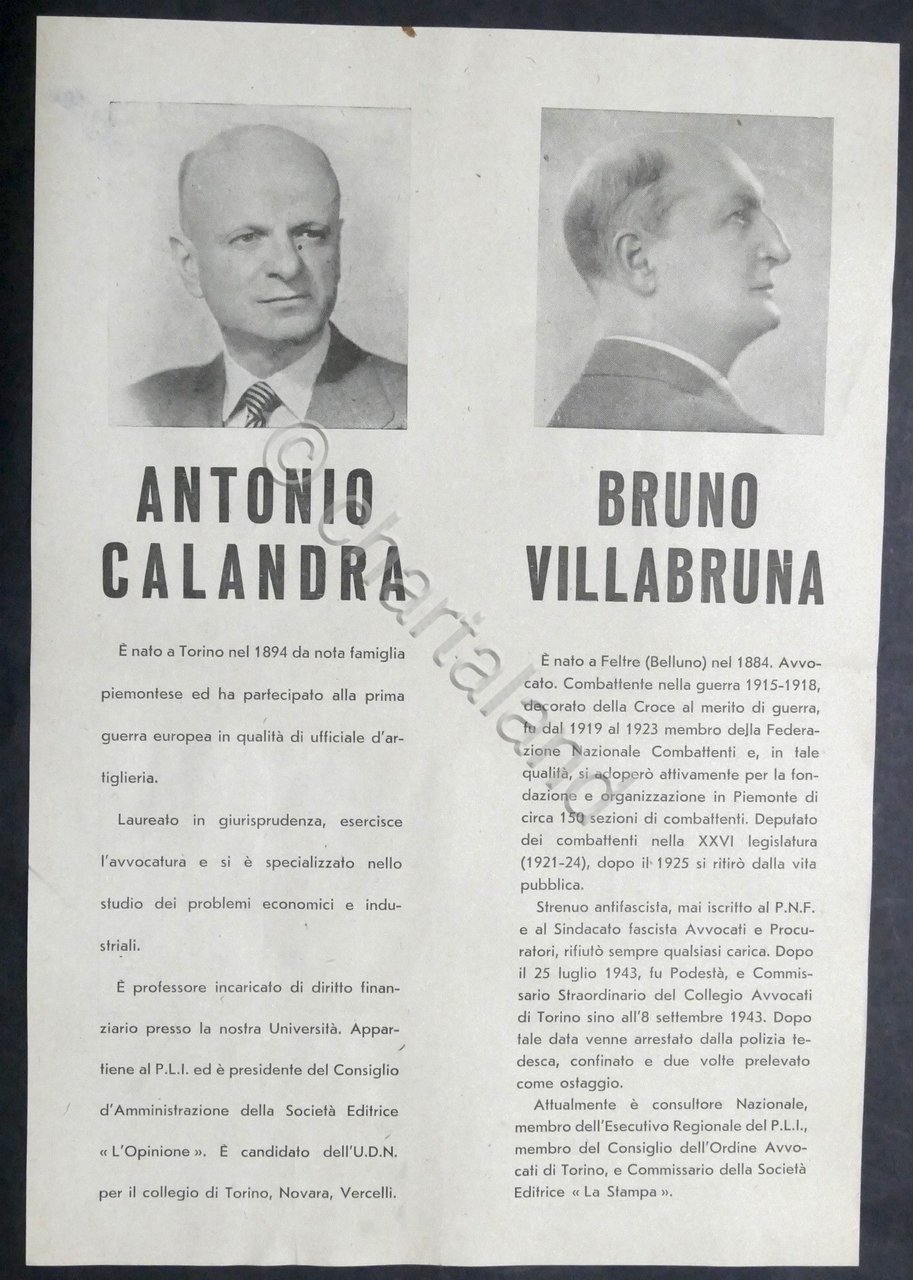 ANTONIO
CALANDRA
È nato a Torino nel 1894 da nota famiglia
piemontese ed ha partecipato alla prima
guerra europea in qualità di ufficiale d'ar-
tiglieria.
Laureato in giurisprudenza, esercisce
l'avvocatura e si è specializzato nello
studio dei problemi economici e indu-
striali.
È professore incaricato di diritto finan-
ziario presso la nostra Università. Appar-
tiene al P.L.I. ed è presidente del Consiglio
d'Amministrazione della Società Editrice
« L'Opinione ». È candidato dell'U.D.N.
per il collegio di Torino, Novara, Vercelli.
BRUNO
VILLABRUNA
È nato a Feltre (Belluno) nel 1884. Avvo-
cato. Combattente nella guerra 1915-1918,
decorato della Croce al merito di guerra,
fu dal 1919 al 1923 membro della Federa-
zione Nazionale Combattenti e, in tale
qualità, si adoperò attivamente per la fon-
dazione e organizzazione in Piemonte di
circa 150 sezioni di combattenti. Deputato
dei combattenti nella XXVI legislatura
(1921-24), dopo il 1925 si ritirò dalla vita
pubblica.
Strenuo antifascista, mai iscritto al P.N.F.
e al Sindacato fascista Avvocati e Procu-
ratori, rifiutò sempre qualsiasi carica. Dopo
il 25 luglio 1943, fu Podestà, e Commis-
sario Straordinario del Collegio Avvocati
di Torino sino all'8 settembre 1943. Dopo
tale data venne arrestato dalla polizia te-
desca, confinato e due volte prelevato
come ostaggio.
Attualmente è consultore Nazionale,
membro dell'Esecutivo Regionale del P.L.I.,
membro del Consiglio dell'Ordine Avvo-
cati di Torino, e Commissario della Società
Editrice « La Stampa ».
© chartaland